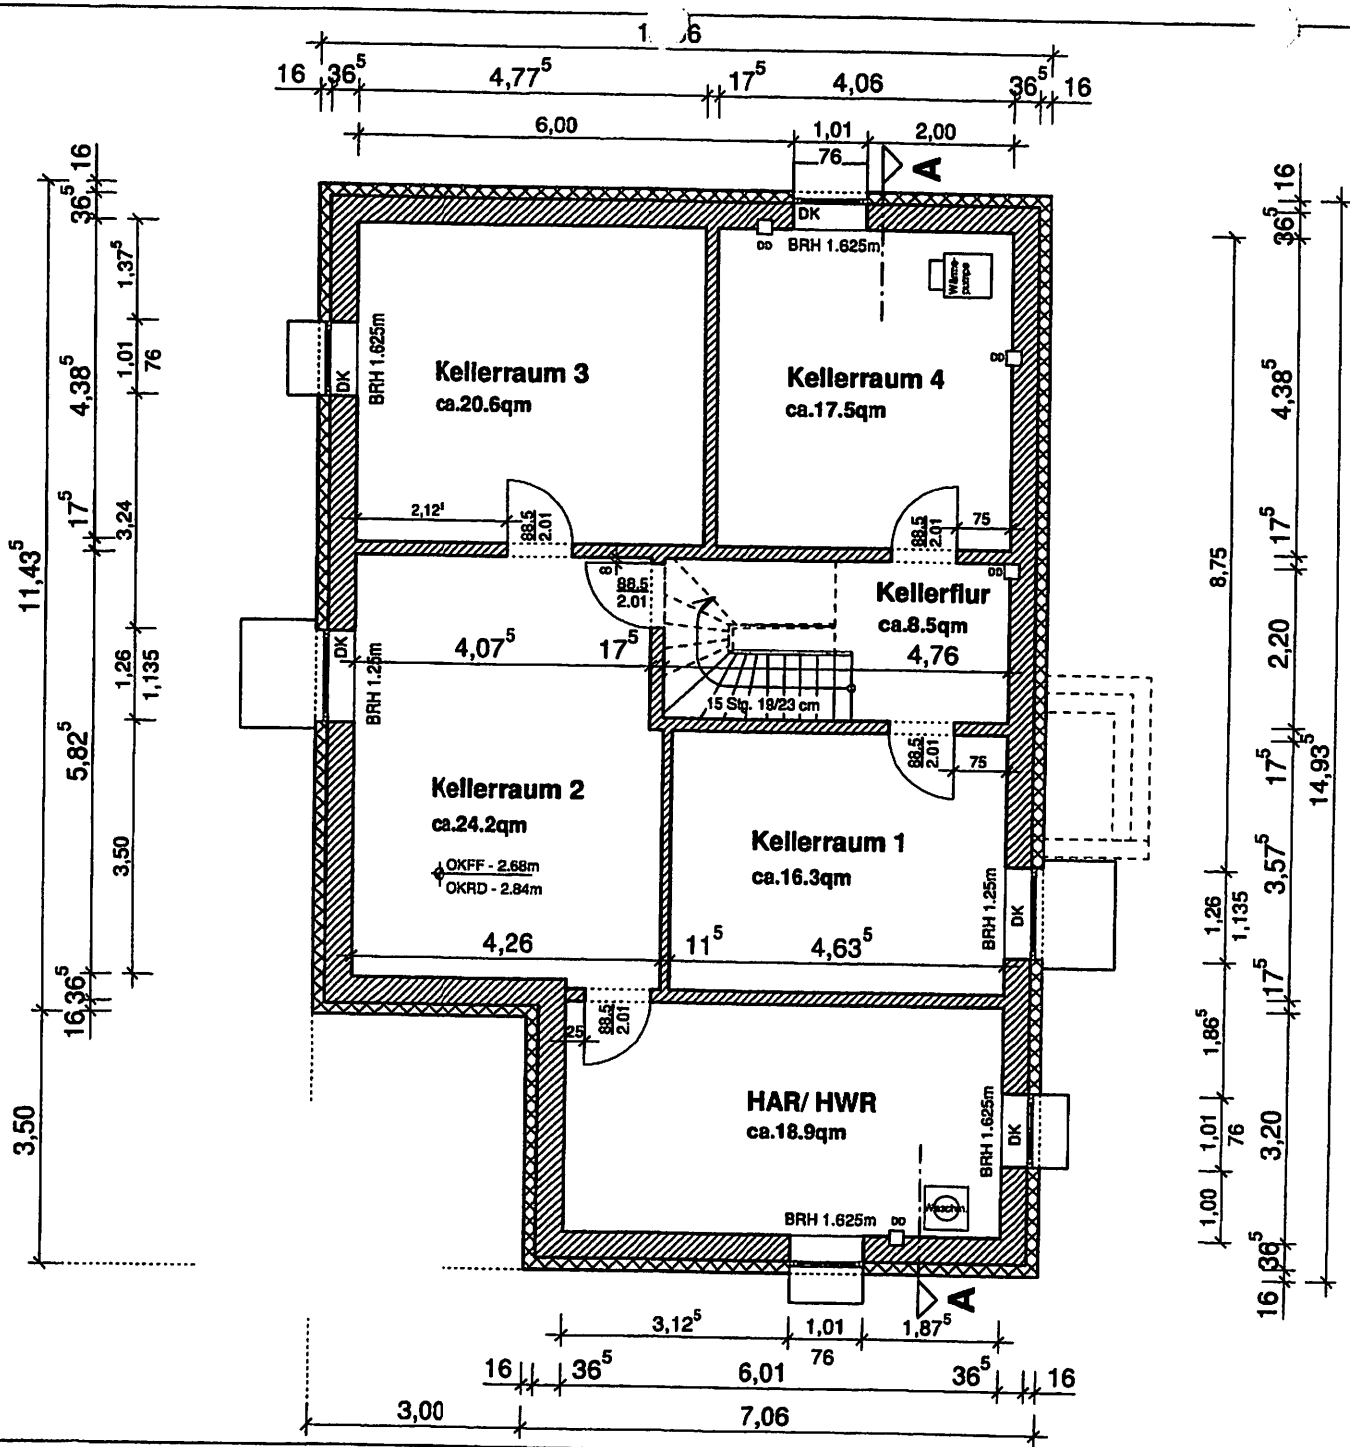 16 36⁵ 4,77⁵ 17⁵ 4,06 36⁵ 16
6,00 1,01 2,00
76
A
16
36⁵
1,37⁵
4,38⁵
1,01
76
17⁵
3,24
11,43⁵
1,26
1,135
5,82⁵
3,50
36⁵
16
3,50
DK
BRH 1.625m
DD
Wärme-
pumpe
DK
BRH 1.625m
Kellerraum 3
ca.20.6qm
Kellerraum 4
ca.17.5qm
DD
2,12⁵
88.5
2.01
88.5
2.01
75
8
88.5
2.01
DD
Kellerflur
ca.8.5qm
DK
BRH 1.25m
4,07⁵ 17⁵ 4,76
15 Stg. 19/23 cm
88.5
2.01
75
Kellerraum 2
ca.24.2qm
OKFF - 2.68m
OKRD - 2.84m
Kellerraum 1
ca.16.3qm
BRH 1.25m
DK
4,26 11⁵ 4,63⁵
25
88.5
2.01
HAR/ HWR
ca.18.9qm
BRH 1.625m
DK
Waschm.
BRH 1.625m
DD
A
16
36⁵
4,38⁵
17⁵
8,75
2,20
17⁵
14,93⁵
3,57⁵
1,26
1,135
17⁵
1,86⁵
1,01
76
3,20
1,00
36⁵
16
3,12⁵ 1,01 1,87⁵
76
16 36⁵ 6,01 36⁵ 16
3,00 7,06